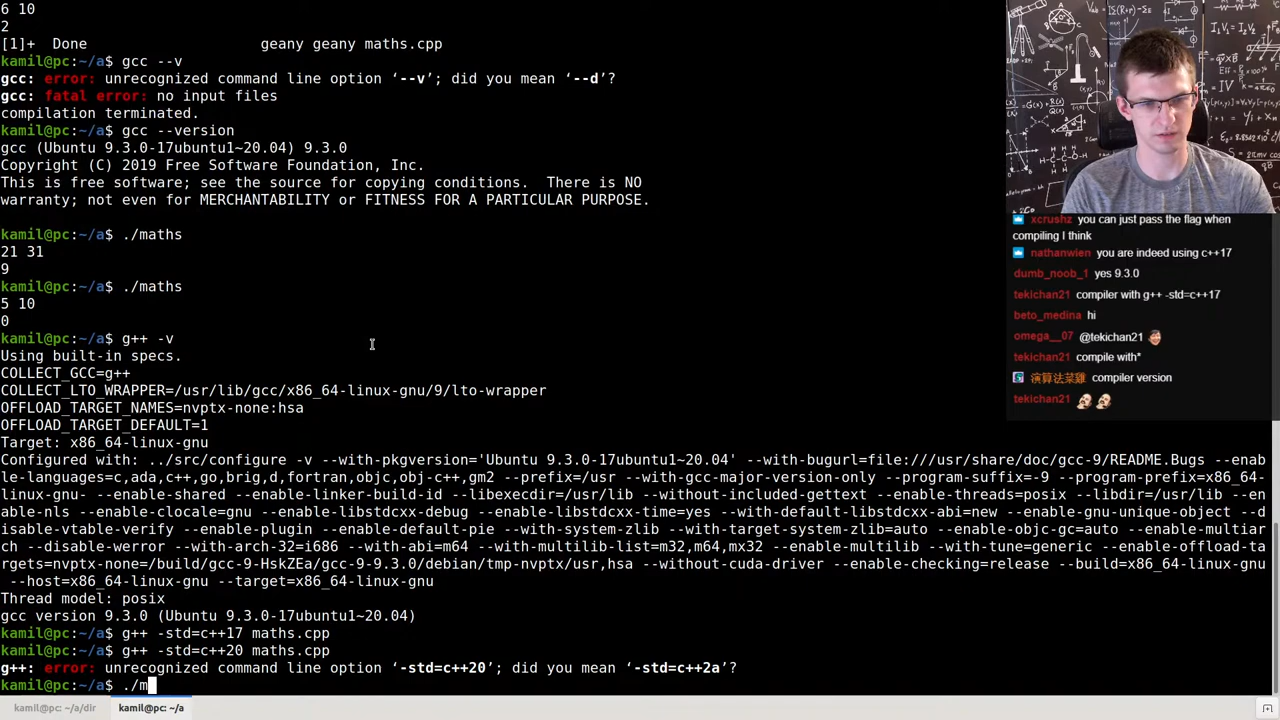 6 10
2
[1]+  Done                    geany geany maths.cpp
kamil@pc:~/a$ gcc --v
gcc: error: unrecognized command line option ‘--v’; did you mean ‘--d’?
gcc: fatal error: no input files
compilation terminated.
kamil@pc:~/a$ gcc --version
gcc (Ubuntu 9.3.0-17ubuntu1~20.04) 9.3.0
Copyright (C) 2019 Free Software Foundation, Inc.
This is free software; see the source for copying conditions.  There is NO
warranty; not even for MERCHANTABILITY or FITNESS FOR A PARTICULAR PURPOSE.
kamil@pc:~/a$ ./maths
21 31
9
kamil@pc:~/a$ ./maths
5 10
0
kamil@pc:~/a$ g++ -v
Using built-in specs.
COLLECT_GCC=g++
COLLECT_LTO_WRAPPER=/usr/lib/gcc/x86_64-linux-gnu/9/lto-wrapper
OFFLOAD_TARGET_NAMES=nvptx-none:hsa
OFFLOAD_TARGET_DEFAULT=1
Target: x86_64-linux-gnu
Configured with: ../src/configure -v --with-pkgversion='Ubuntu 9.3.0-17ubuntu1~20.04' --with-bugurl=file:///usr/share/doc/gcc-9/README.Bugs --enab
le-languages=c,ada,c++,go,brig,d,fortran,objc,obj-c++,gm2 --prefix=/usr --with-gcc-major-version-only --program-suffix=-9 --program-prefix=x86_64-
linux-gnu- --enable-shared --enable-linker-build-id --libexecdir=/usr/lib --without-included-gettext --enable-threads=posix --libdir=/usr/lib --en
able-nls --enable-clocale=gnu --enable-libstdcxx-debug --enable-libstdcxx-time=yes --with-default-libstdcxx-abi=new --enable-gnu-unique-object --d
isable-vtable-verify --enable-plugin --enable-default-pie --with-system-zlib --with-target-system-zlib=auto --enable-objc-gc=auto --enable-multiar
ch --disable-werror --with-arch-32=i686 --with-abi=m64 --with-multilib-list=m32,m64,mx32 --enable-multilib --with-tune=generic --enable-offload-ta
rgets=nvptx-none=/build/gcc-9-HskZEa/gcc-9-9.3.0/debian/tmp-nvptx/usr,hsa --without-cuda-driver --enable-checking=release --build=x86_64-linux-gnu
 --host=x86_64-linux-gnu --target=x86_64-linux-gnu
Thread model: posix
gcc version 9.3.0 (Ubuntu 9.3.0-17ubuntu1~20.04)
kamil@pc:~/a$ g++ -std=c++17 maths.cpp
kamil@pc:~/a$ g++ -std=c++20 maths.cpp
g++: error: unrecognized command line option ‘-std=c++20’; did you mean ‘-std=c++2a’?
kamil@pc:~/a$ ./m
kamil@pc: ~/a/dir
kamil@pc: ~/a
xcrushz you can just pass the flag when
compiling I think
nathanwien you are indeed using c++17
dumb_noob_1 yes 9.3.0
tekichan21 compiler with g++ -std=c++17
beto_medina hi
omega__07 @tekichan21
tekichan21 compile with*
演算法菜雞 compiler version
tekichan21